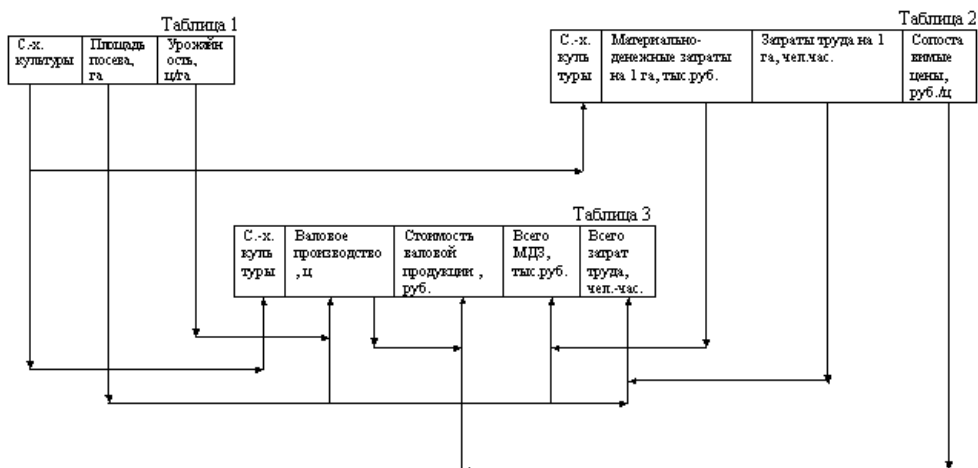 Таблица 1
С.-х.
культуры
Площадь
посева,
га
Урожайн
ость,
ц/га
Таблица 2
С.-х.
куль
туры
Материально-
денежные затраты
на 1 га, тыс.руб.
Затраты труда на 1
га, чел.час.
Сопоста
вимые
цены,
руб./ц
Таблица 3
С.-х.
куль
туры
Валовое
производство
, ц
Стоимость
валовой
продукции ,
руб.
Всего
МДЗ,
тыс.руб.
Всего
затрат
труда,
чел.-час.